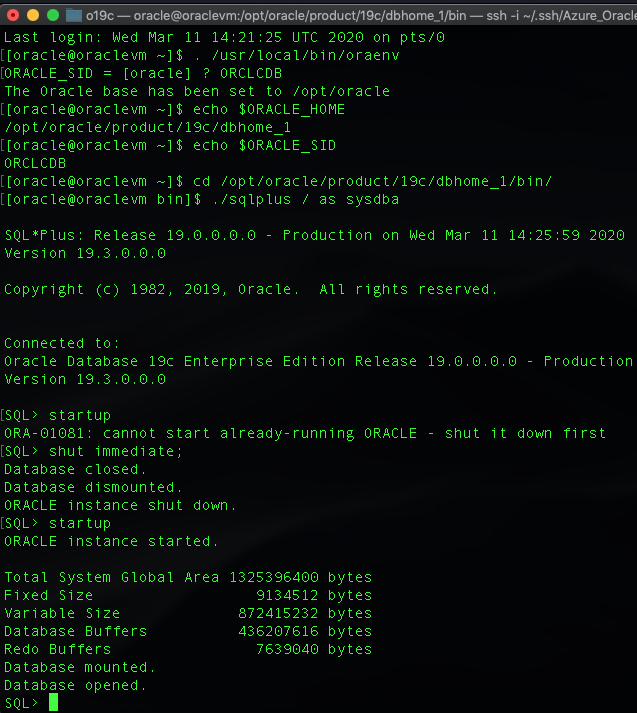 o19c — oracle@oraclevm:/opt/oracle/product/19c/dbhome_1/bin — ssh -i ~/.ssh/Azure_Oracl
Last login: Wed Mar 11 14:21:25 UTC 2020 on pts/0
[[oracle@oraclevm ~]$ . /usr/local/bin/oraenv
[ORACLE_SID = [oracle] ? ORCLCDB
The Oracle base has been set to /opt/oracle
[[oracle@oraclevm ~]$ echo $ORACLE_HOME
/opt/oracle/product/19c/dbhome_1
[[oracle@oraclevm ~]$ echo $ORACLE_SID
ORCLCDB
[[oracle@oraclevm ~]$ cd /opt/oracle/product/19c/dbhome_1/bin/
[[oracle@oraclevm bin]$ ./sqlplus / as sysdba
SQL*Plus: Release 19.0.0.0.0 - Production on Wed Mar 11 14:25:59 2020
Version 19.3.0.0.0
Copyright (c) 1982, 2019, Oracle.  All rights reserved.
Connected to:
Oracle Database 19c Enterprise Edition Release 19.0.0.0.0 - Production
Version 19.3.0.0.0
[SQL> startup
ORA-01081: cannot start already-running ORACLE - shut it down first
[SQL> shut immediate;
Database closed.
Database dismounted.
ORACLE instance shut down.
[SQL> startup
ORACLE instance started.
Total System Global Area 1325396400 bytes
Fixed Size                  9134512 bytes
Variable Size             872415232 bytes
Database Buffers          436207616 bytes
Redo Buffers                7639040 bytes
Database mounted.
Database opened.
SQL>